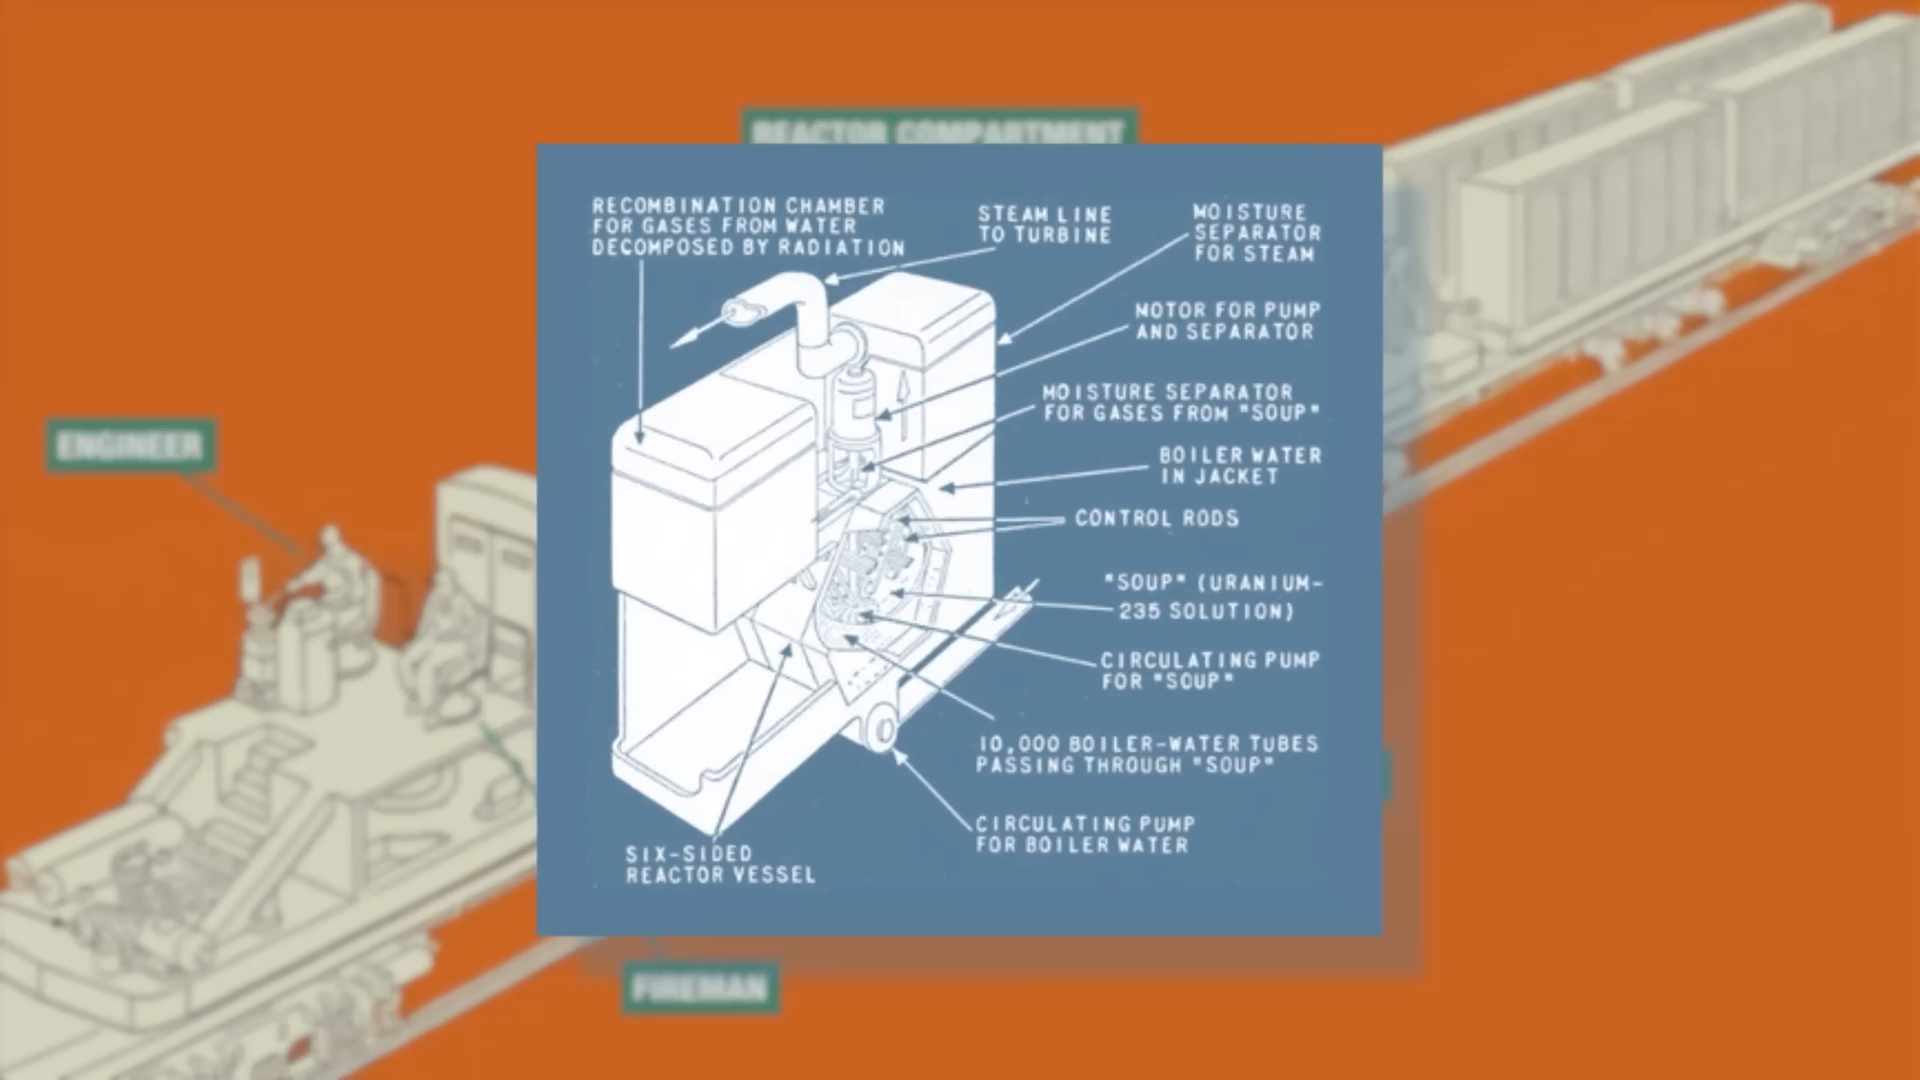 REACTOR COMPARTMENT
RECOMBINATION CHAMBER
FOR GASES FROM WATER
DECOMPOSED BY RADIATION
STEAM LINE
TO TURBINE
MOISTURE
SEPARATOR
FOR STEAM
MOTOR FOR PUMP
AND SEPARATOR
MOISTURE SEPARATOR
FOR GASES FROM "SOUP"
ENGINEER
BOILER WATER
IN JACKET
CONTROL RODS
"SOUP" (URANIUM-
235 SOLUTION)
CIRCULATING PUMP
FOR "SOUP"
10,000 BOILER-WATER TUBES
PASSING THROUGH "SOUP"
CIRCULATING PUMP
FOR BOILER WATER
SIX-SIDED
REACTOR VESSEL
FIREMAN